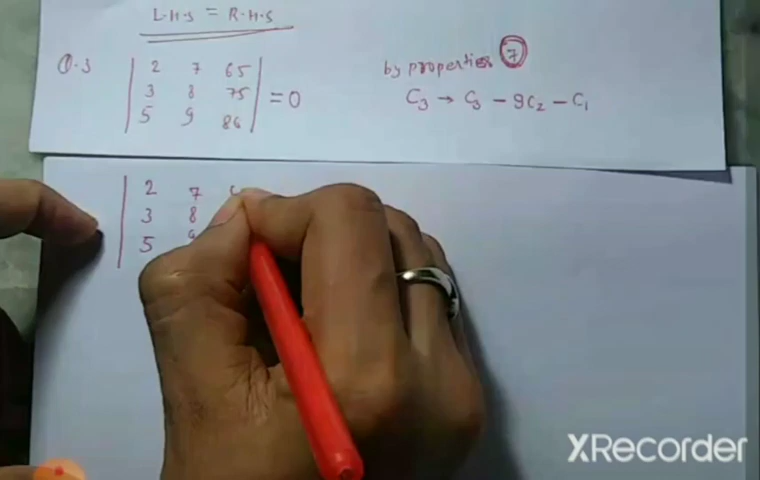 L.H.S = R.H.S
Q.3 | 2 7 65 |
| 3 8 75 | = 0
| 5 9 86 |
by properties 7
C3 → C3 - 9C2 - C1
| 2 7
| 3 8
| 5
XRecorder